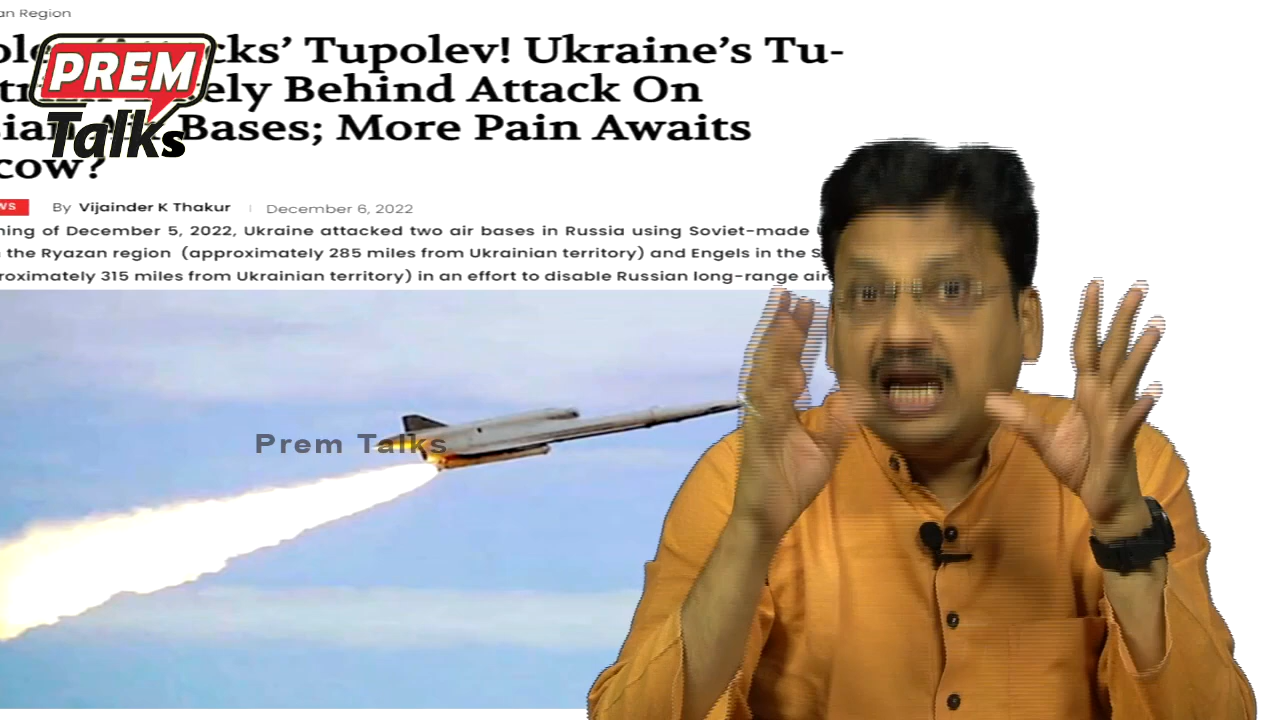 an Region
cks’ Tupolev! Ukraine’s Tu-
ely Behind Attack On
Bases; More Pain Awaits
cow?
PREM
Talks
WS By Vijainder K Thakur | December 6, 2022
ning of December 5, 2022, Ukraine attacked two air bases in Russia using Soviet-made
the Ryazan region (approximately 285 miles from Ukrainian territory) and Engels in the S
roximately 315 miles from Ukrainian territory) in an effort to disable Russian long-range air
Prem Talks